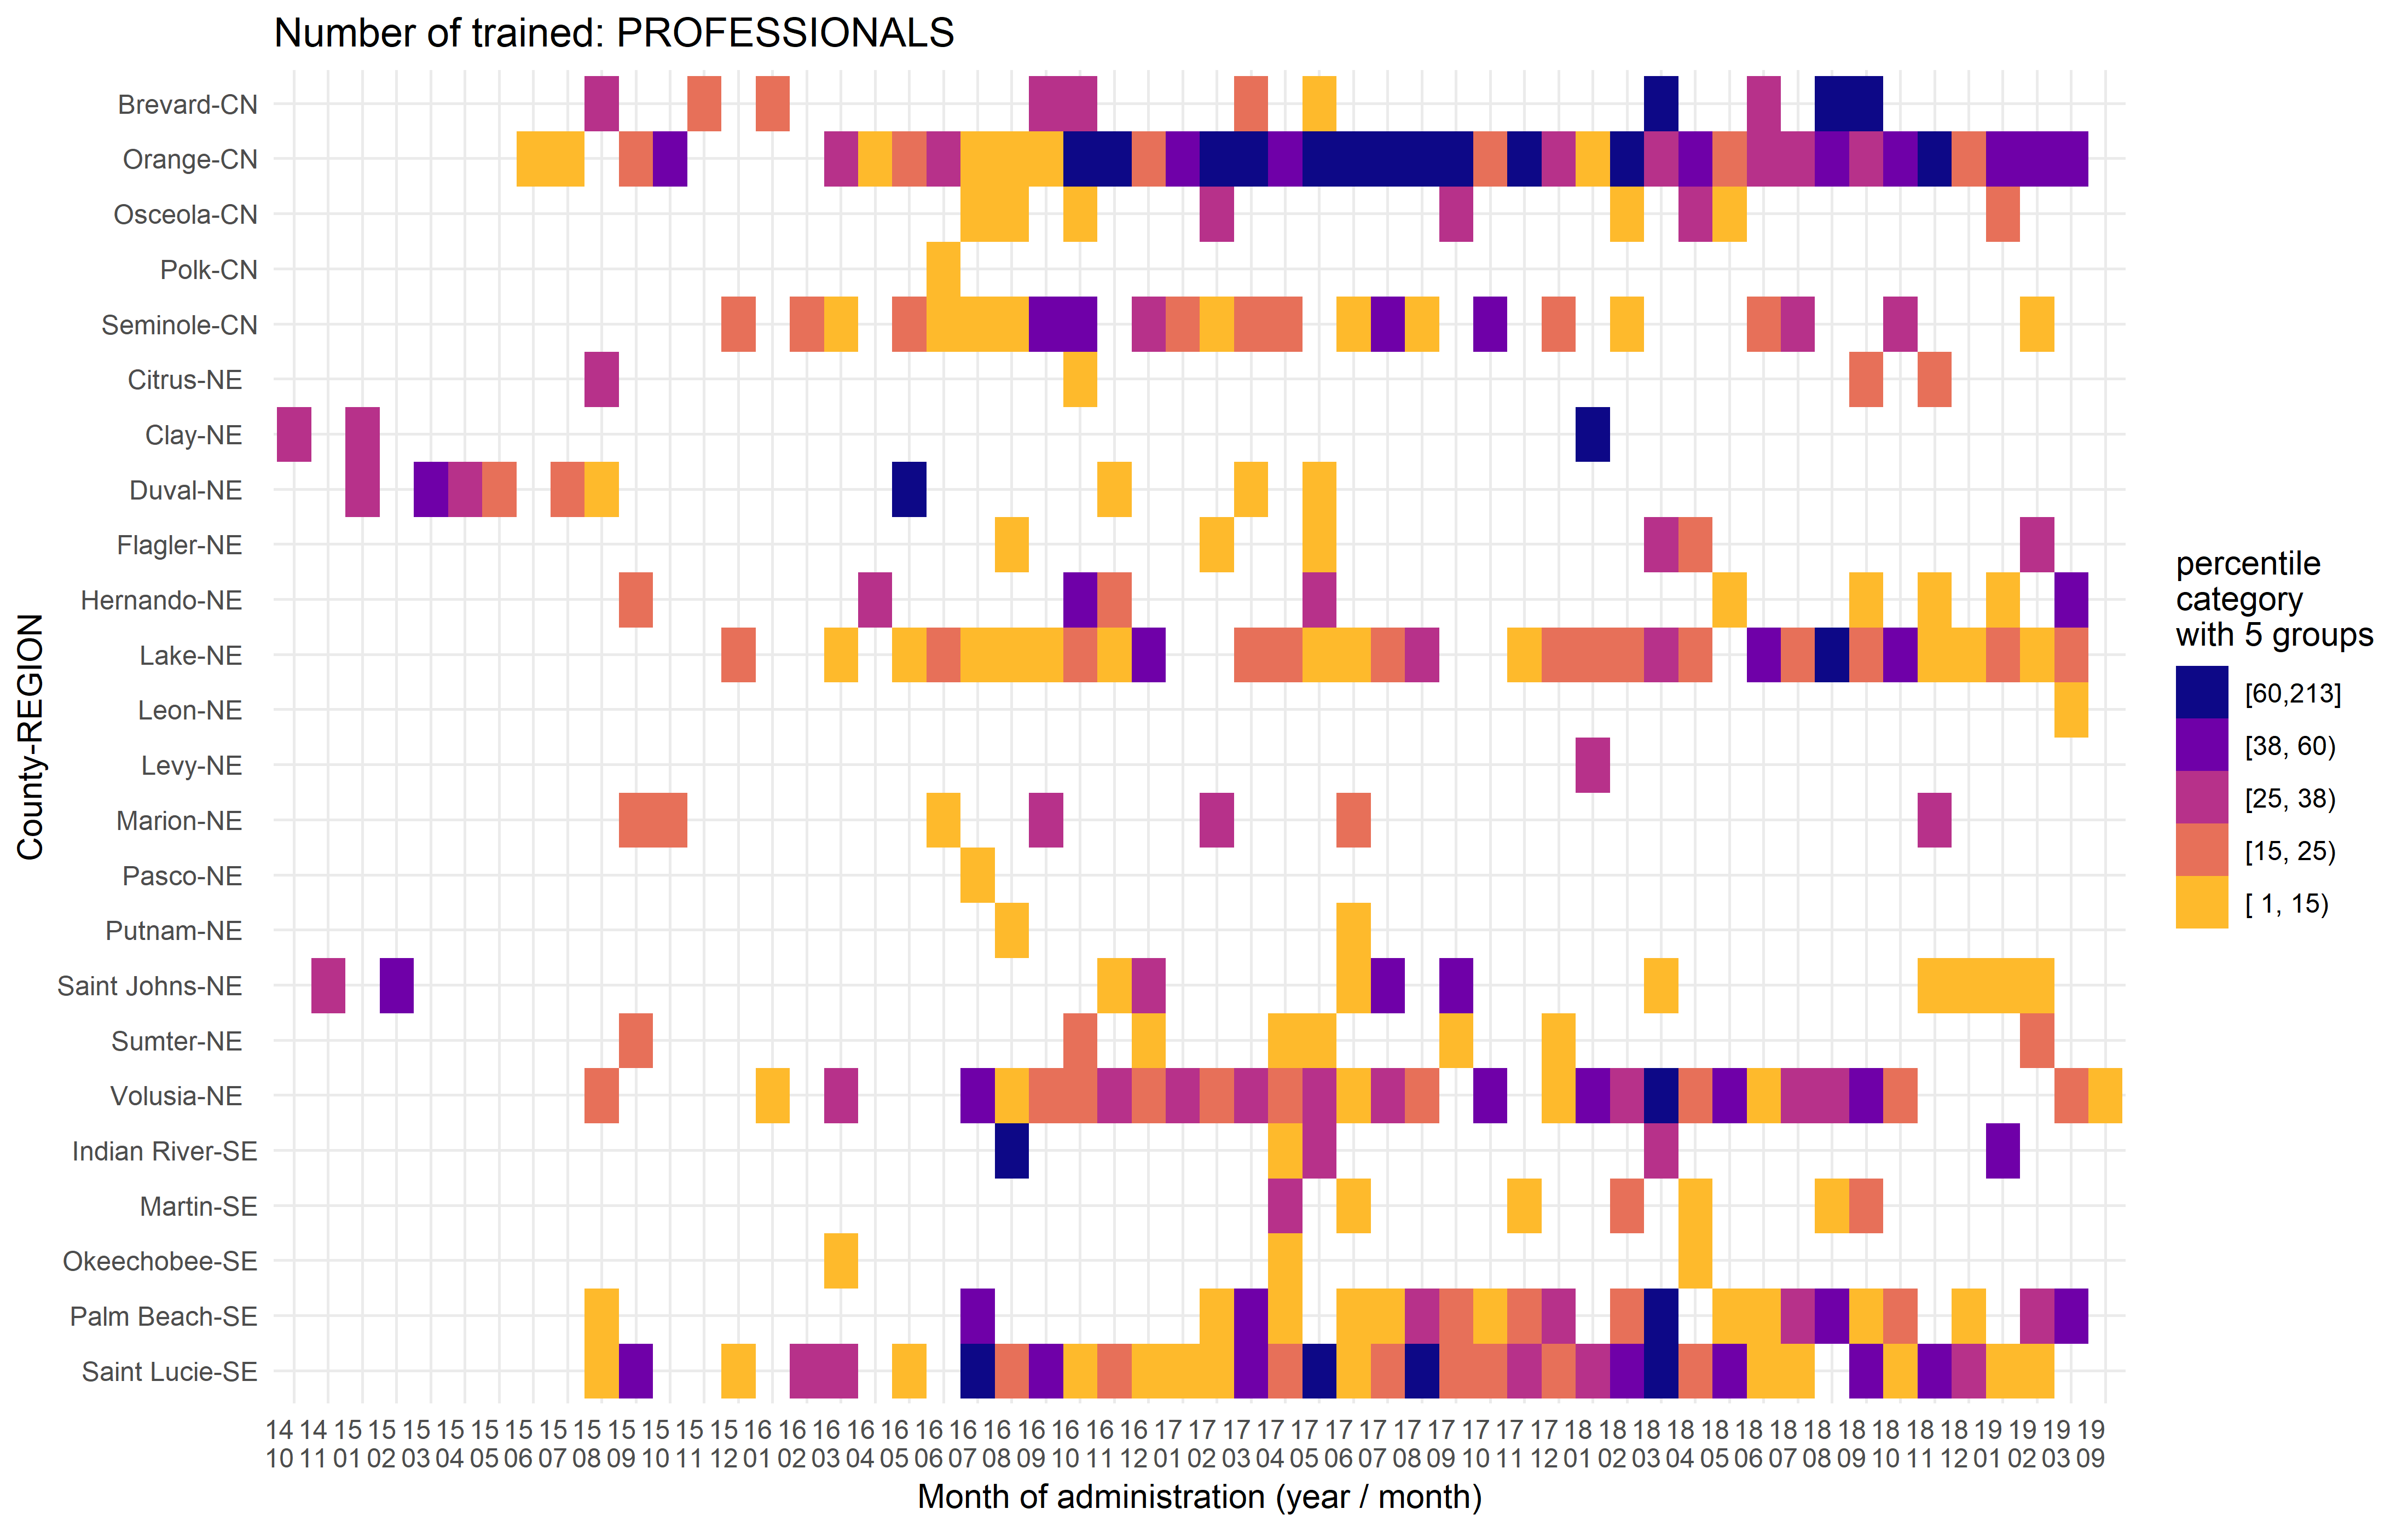 Number of trained: PROFESSIONALS
Brevard-CN
Orange-CN
Osceola-CN
Polk-CN
Seminole-CN
Citrus-NE
Clay-NE
Duval-NE
Flagler-NE
Hernando-NE
Lake-NE
Leon-NE
Levy-NE
Marion-NE
Pasco-NE
Putnam-NE
Saint Johns-NE
Sumter-NE
Volusia-NE
Indian River-SE
Martin-SE
Okeechobee-SE
Palm Beach-SE
Saint Lucie-SE
County-REGION
14 14 15 15 15 15 15 15 15 15 15 15 15 15 16 16 16 16 16 16 16 16 16 16 16 16 17 17 17 17 17 17 17 17 17 17 17 17 18 18 18 18 18 18 18 18 18 18 18 18 19 19 19 19
10 11 01 02 03 04 05 06 07 08 09 10 11 12 01 02 03 04 05 06 07 08 09 10 11 12 01 02 03 04 05 06 07 08 09 10 11 12 01 02 03 04 05 06 07 08 09 10 11 12 01 02 03 09
Month of administration (year / month)
percentile
category
with 5 groups
[60,213]
[38, 60)
[25, 38)
[15, 25)
[ 1, 15)